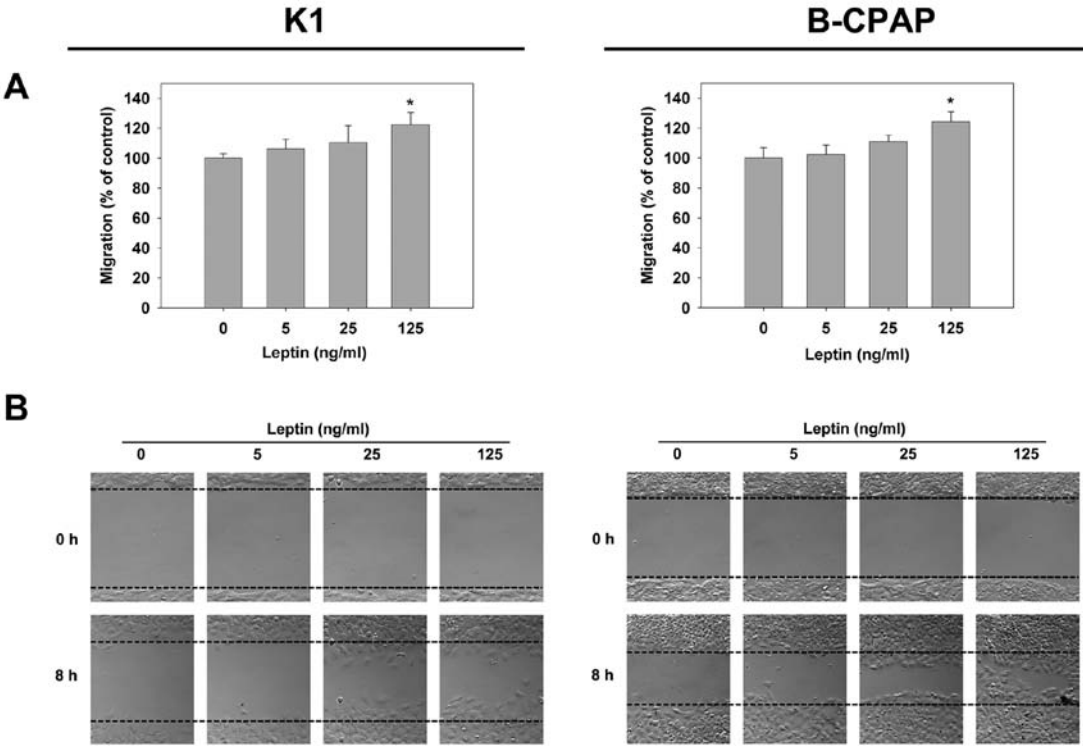 K1
B-CPAP
A
140
120
100
80
60
40
20
0
Migration (% of control)
*
0 5 25 125
Leptin (ng/ml)
140
120
100
80
60
40
20
0
Migration (% of control)
*
0 5 25 125
Leptin (ng/ml)
B
Leptin (ng/ml)
0 5 25 125
0 h
8 h
Leptin (ng/ml)
0 5 25 125
0 h
8 h